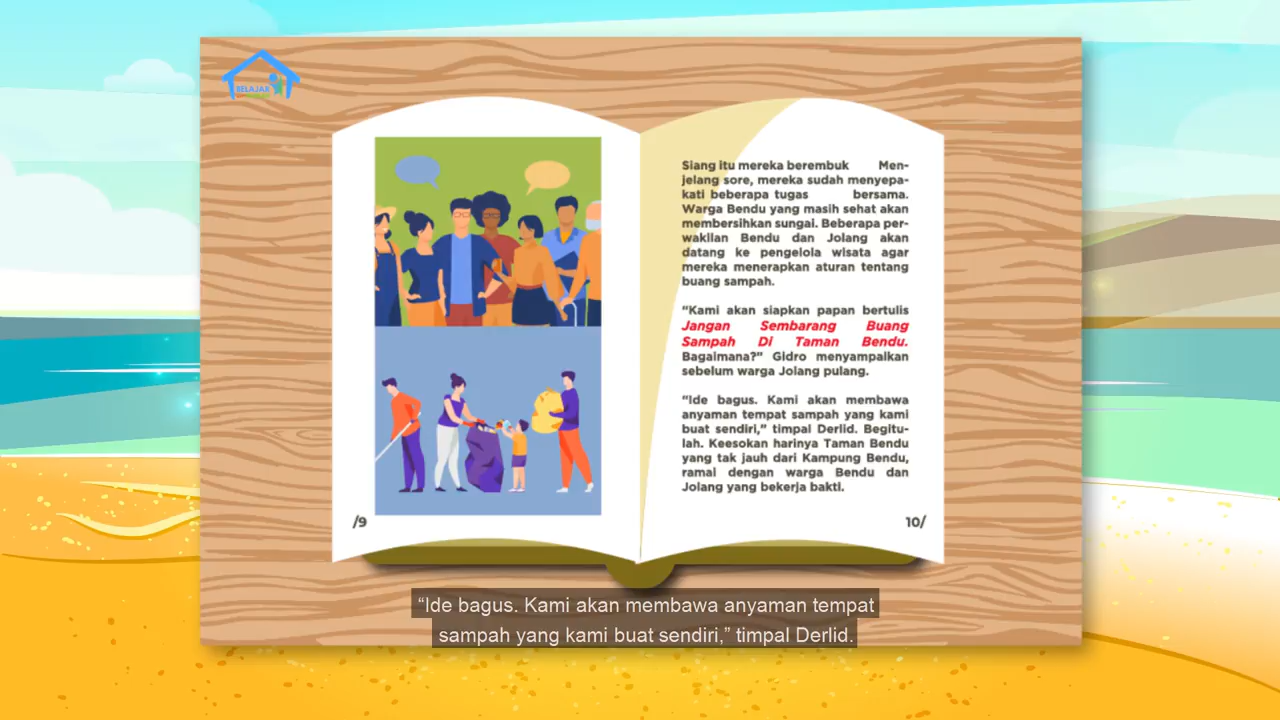 BELAJAR
Siang itu mereka berembuk Men-
jelang sore, mereka sudah menyepa-
kati beberapa tugas bersama.
Warga Bendu yang masih sehat akan
membersihkan sungai. Beberapa per-
wakilan Bendu dan Jolang akan
datang ke pengelola wisata agar
mereka menerapkan aturan tentang
buang sampah.
“Kami akan siapkan papan bertulis
Jangan Sembarang Buang
Sampah Di Taman Bendu.
Bagaimana?” Gidro menyampaikan
sebelum warga Jolang pulang.
“Ide bagus. Kami akan membawa
anyaman tempat sampah yang kami
buat sendiri,” timpal Derlid. Begitu-
lah. Keesokan harinya Taman Bendu
yang tak jauh dari Kampung Bendu,
ramai dengan warga Bendu dan
Jolang yang bekerja bakti.
/9
10/
“Ide bagus. Kami akan membawa anyaman tempat
sampah yang kami buat sendiri,” timpal Derlid.